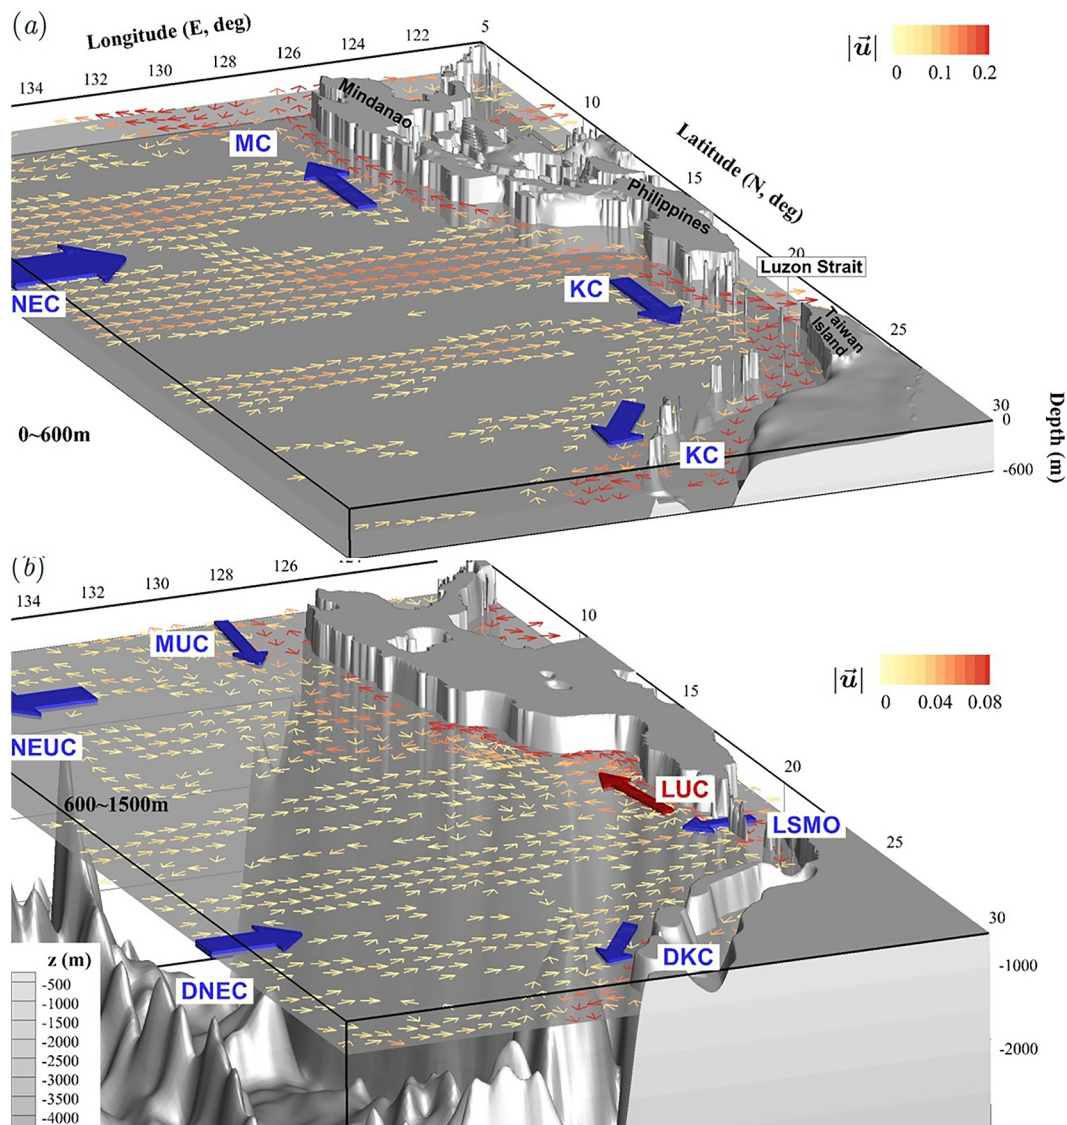 (a)
Longitude (E, deg)
134 132 130 128 126 124 122 5
|u⃗|
0 0.1 0.2
10
Latitude (N, deg)
Mindanao
MC
15
Philippines
20
Luzon Strait
NEC
KC
Taiwan
Island
25
30
0
-600
Depth (m)
0~600m
KC
(b)
134 132 130 128 126
10
MUC
15
|u⃗|
0 0.04 0.08
NEUC
20
600~1500m
LUC
LSMO
25
30
DKC
-1000
DNEC
-2000
z (m)
-500
-1000
-1500
-2000
-2500
-3000
-3500
-4000